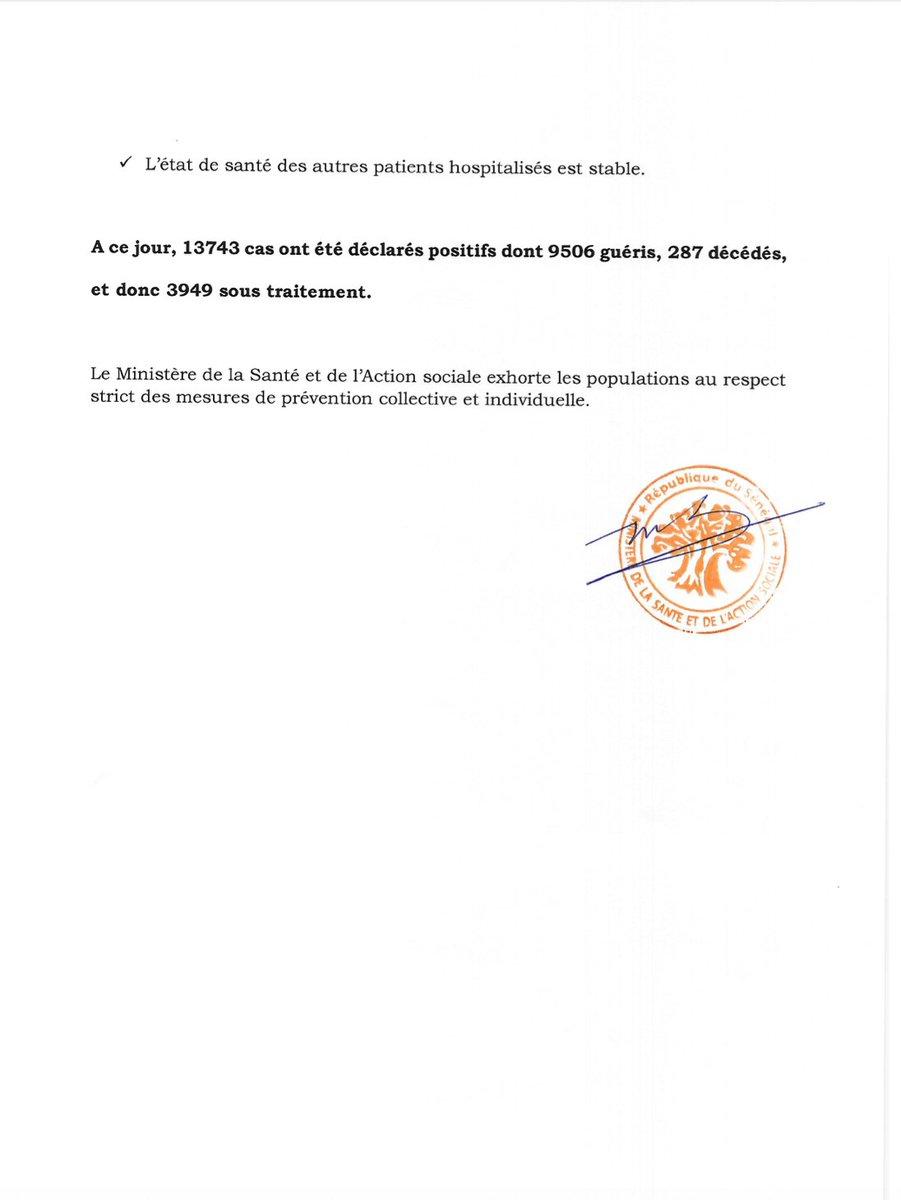 ✓ L'état de santé des autres patients hospitalisés est stable.
A ce jour, 13743 cas ont été déclarés positifs dont 9506 guéris, 287 décédés,
et donc 3949 sous traitement.
Le Ministère de la Santé et de l'Action sociale exhorte les populations au respect
strict des mesures de prévention collective et individuelle.
★ République du Sénégal ★
MINISTERE DE LA SANTE ET DE L'ACTION SOCIALE